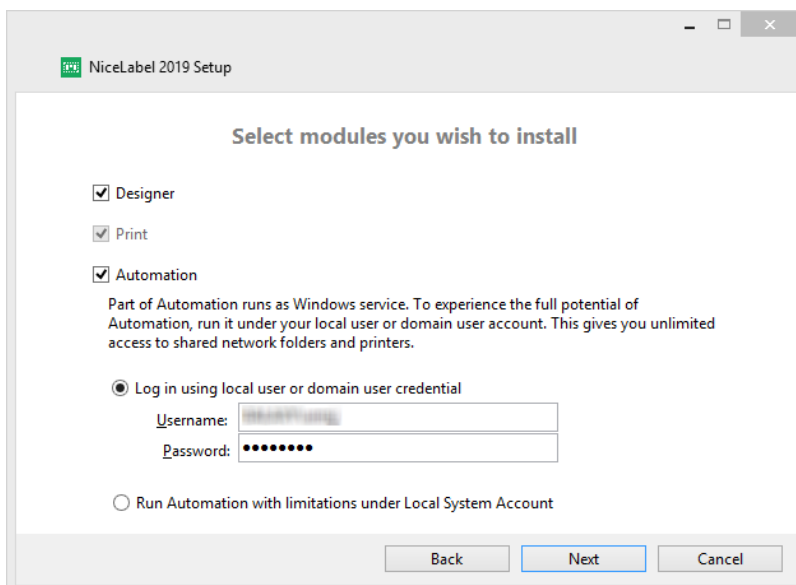 NiceLabel 2019 Setup
Select modules you wish to install
Designer
Print
Automation
Part of Automation runs as Windows service. To experience the full potential of
Automation, run it under your local user or domain user account. This gives you unlimited
access to shared network folders and printers.
Log in using local user or domain user credential
Username:
Password: ••••••••
Run Automation with limitations under Local System Account
Back Next Cancel